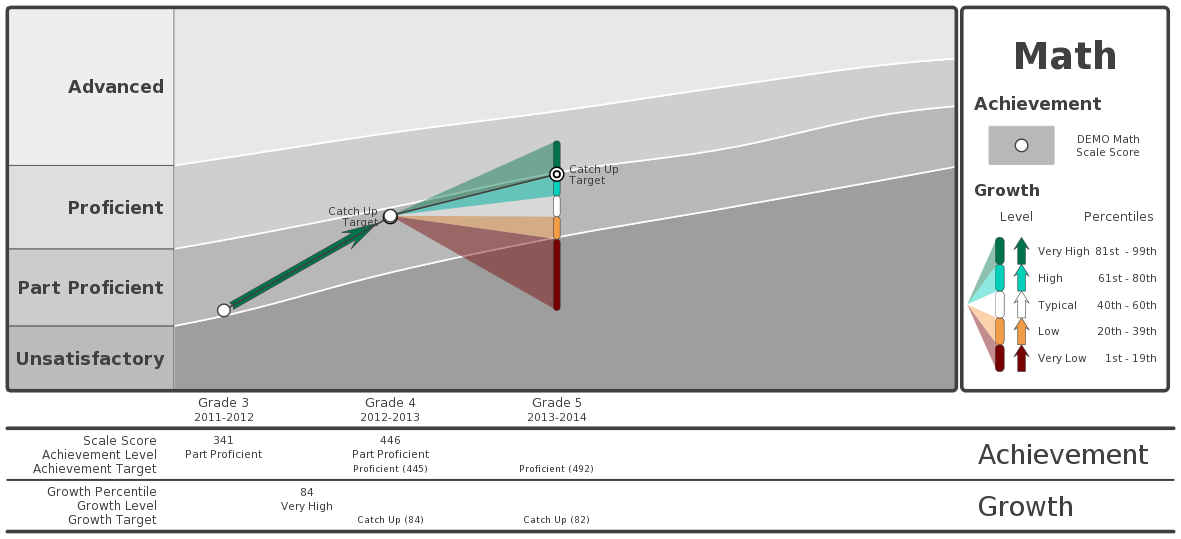 Advanced
Proficient
Part Proficient
Unsatisfactory
Catch Up
Target
Catch Up
Target
Math
Achievement
DEMO Math
Scale Score
Growth
Level Percentiles
Very High 81st - 99th
High 61st - 80th
Typical 40th - 60th
Low 20th - 39th
Very Low 1st - 19th
Grade 3 Grade 4 Grade 5
2011-2012 2012-2013 2013-2014
Scale Score 341 446
Achievement Level Part Proficient Part Proficient
Achievement Target Proficient (445) Proficient (492)
Achievement
Growth Percentile 84
Growth Level Very High
Growth Target Catch Up (84) Catch Up (82)
Growth